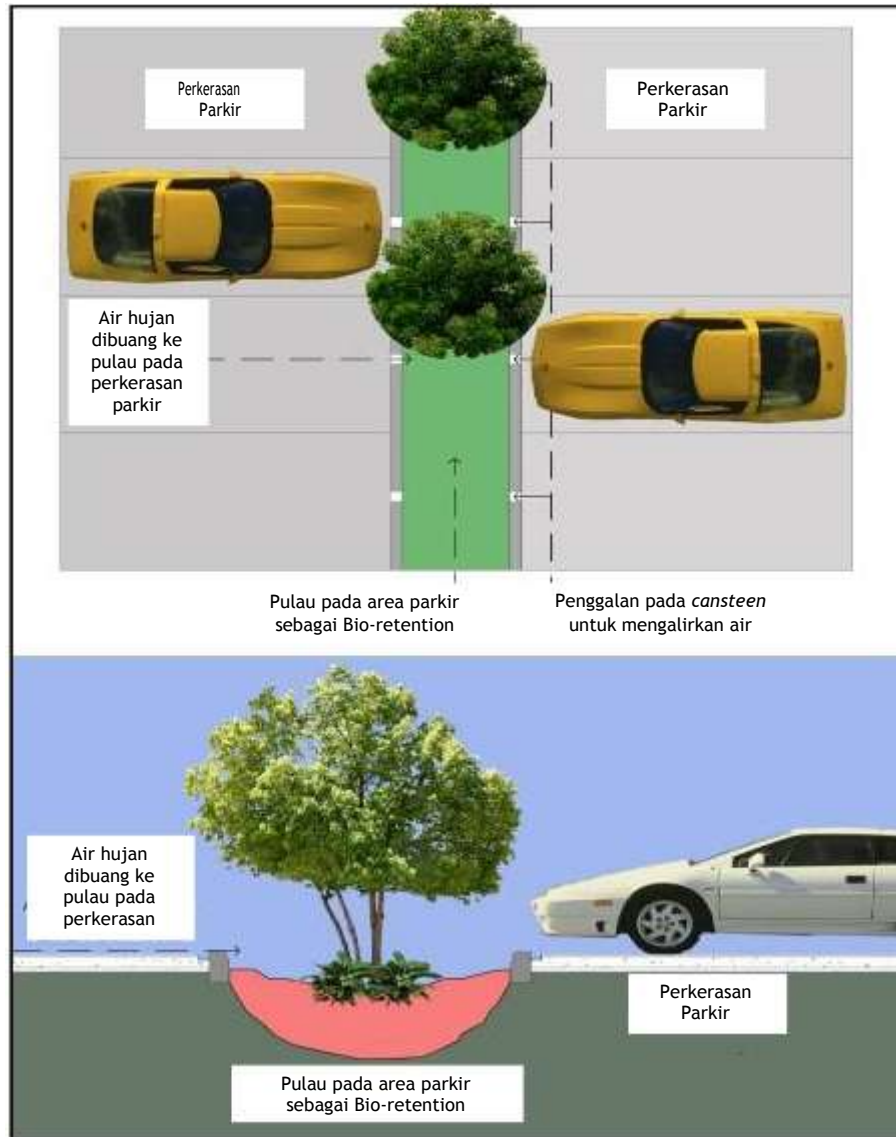 Perkerasan
Parkir
Perkerasan
Parkir
Air hujan
dibuang ke
pulau pada
perkerasan
parkir
Pulau pada area parkir
sebagai Bio-retention
Penggalan pada cansteen
untuk mengalirkan air
Air hujan
dibuang ke
pulau pada
perkerasan
Perkerasan
Parkir
Pulau pada area parkir
sebagai Bio-retention